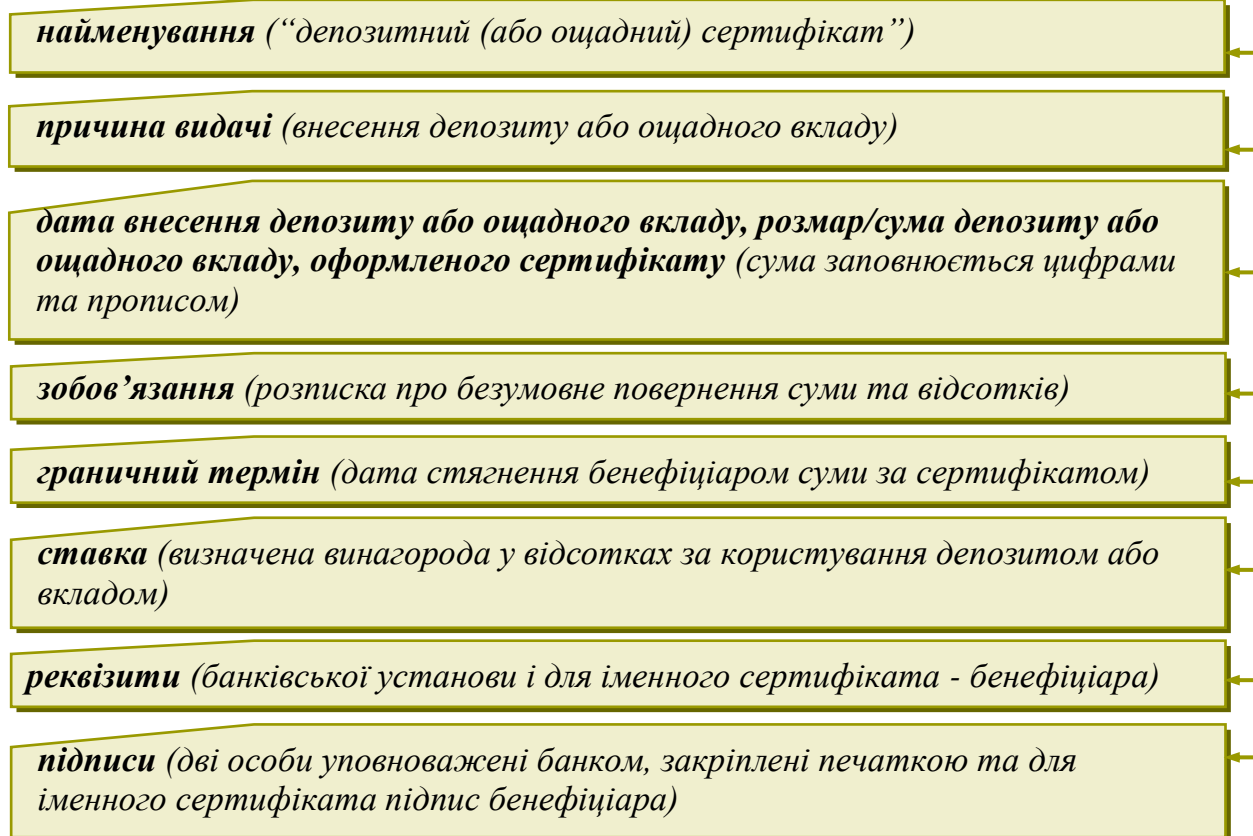 найменування (“депозитний (або ощадний) сертифікат”)
причина видачі (внесення депозиту або ощадного вкладу)
дата внесення депозиту або ощадного вкладу, розмар/сума депозиту або
ощадного вкладу, оформленого сертифікату (сума заповнюється цифрами
та прописом)
зобов’язання (розписка про безумовне повернення суми та відсотків)
граничний термін (дата стягнення бенефіціаром суми за сертифікатом)
ставка (визначена винагорода у відсотках за користування депозитом або
вкладом)
реквізити (банківської установи і для іменного сертифіката - бенефіціара)
підписи (дві особи уповноважені банком, закріплені печаткою та для
іменного сертифіката підпис бенефіціара)